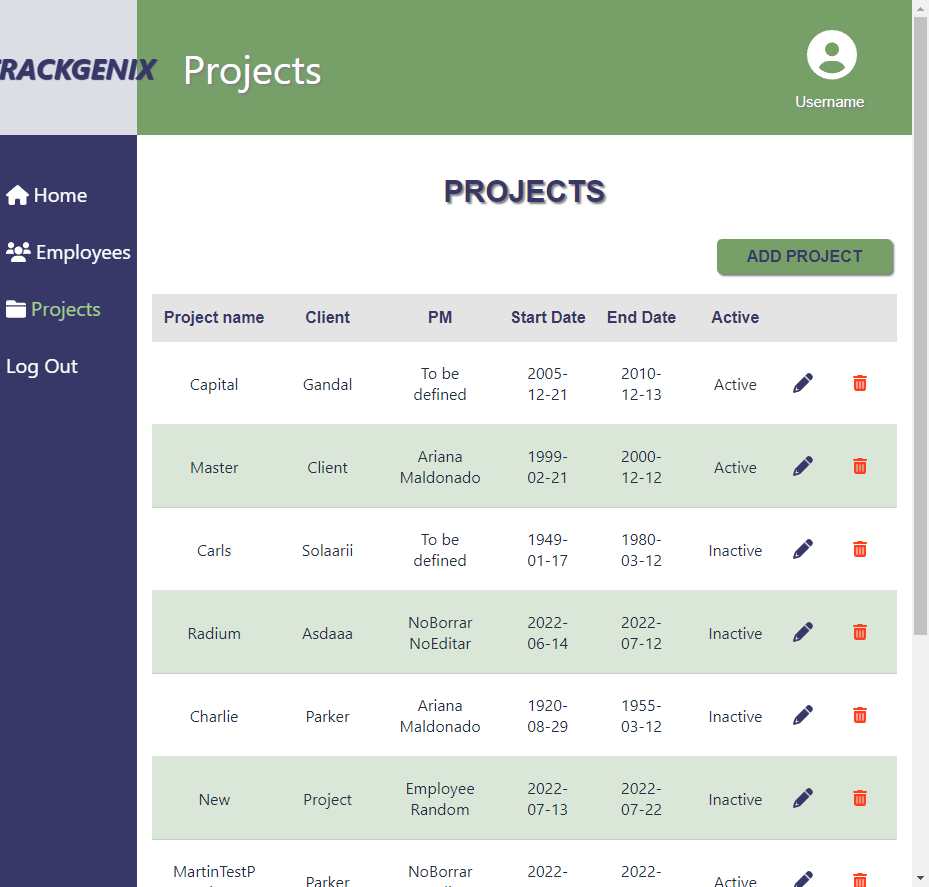 RACKGENIX
Projects
Username
Home
Employees
Projects
Log Out
PROJECTS
ADD PROJECT
Project name Client PM Start Date End Date Active
Capital Gandal To be defined 2005-12-21 2010-12-13 Active
Master Client Ariana Maldonado 1999-02-21 2000-12-12 Active
Carls Solaarii To be defined 1949-01-17 1980-03-12 Inactive
Radium Asdaaa NoBorrar NoEditar 2022-06-14 2022-07-12 Inactive
Charlie Parker Ariana Maldonado 1920-08-29 1955-03-12 Inactive
New Project Employee Random 2022-07-13 2022-07-22 Inactive
MartinTestP Parker NoBorrar 2022- 2022- Active